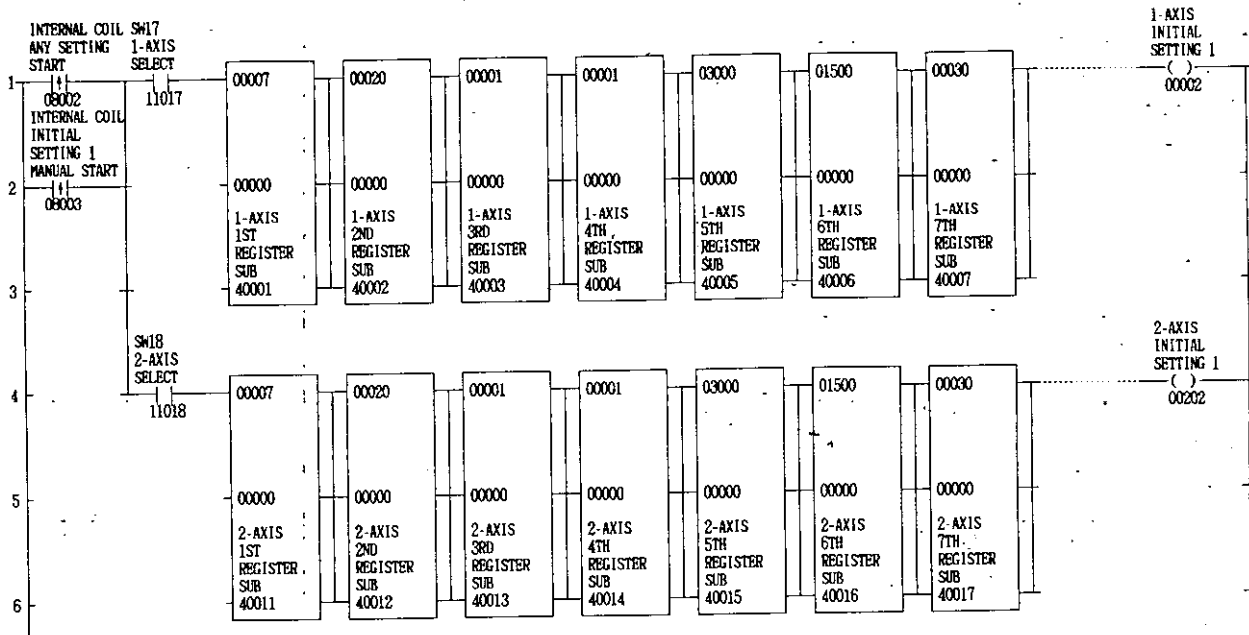 INTERNAL COIL SW17
ANY SETTING 1-AXIS
START SELECT
1-AXIS
INITIAL
SETTING 1
1
08002
11017
00007 00020 00001 00001 03000 01500 00030
00002
INTERNAL COIL
INITIAL
SETTING 1
MANUAL START
2
08003
00000 00000 00000 00000 00000 00000 00000
1-AXIS
1ST
REGISTER
SUB
40001
1-AXIS
2ND
REGISTER
SUB
40002
1-AXIS
3RD
REGISTER
SUB
40003
1-AXIS
4TH
REGISTER
SUB
40004
1-AXIS
5TH
REGISTER
SUB
40005
1-AXIS
6TH
REGISTER
SUB
40006
1-AXIS
7TH
REGISTER
SUB
40007
3
SW18
2-AXIS
SELECT
2-AXIS
INITIAL
SETTING 1
4
11018
00007 00020 00001 00001 03000 01500 00030
00202
5
00000 00000 00000 00000 00000 00000 00000
2-AXIS
1ST
REGISTER
SUB
40011
2-AXIS
2ND
REGISTER
SUB
40012
2-AXIS
3RD
REGISTER
SUB
40013
2-AXIS
4TH
REGISTER
SUB
40014
2-AXIS
5TH
REGISTER
SUB
40015
2-AXIS
6TH
REGISTER
SUB
40016
2-AXIS
7TH
REGISTER
SUB
40017
6